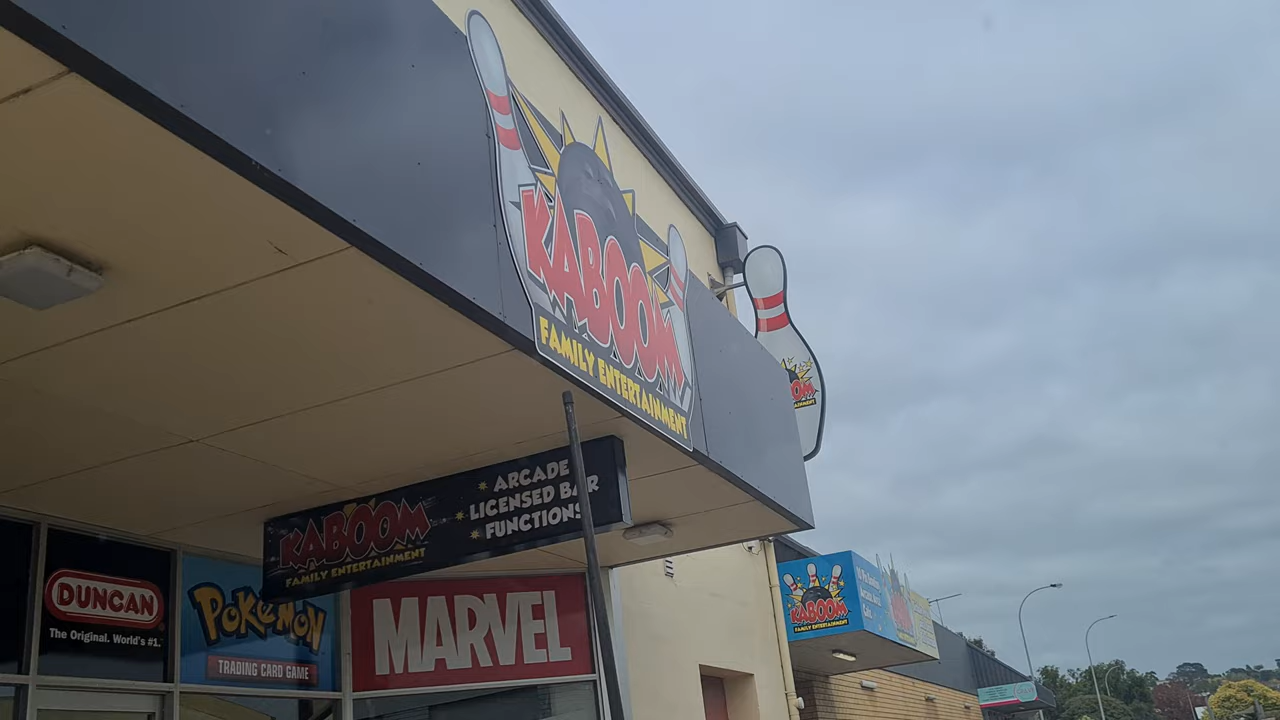 KABOOM
FAMILY ENTERTAINMENT
KABOOM
FAMILY ENTERTAINMENT
ARCADE
LICENSED BAR
FUNCTIONS
DUNCAN
The Original. World's #1.
POKéMON
TRADING CARD GAME
MARVEL
OOM
KABOOM
FAMILY ENTERTAINMENT